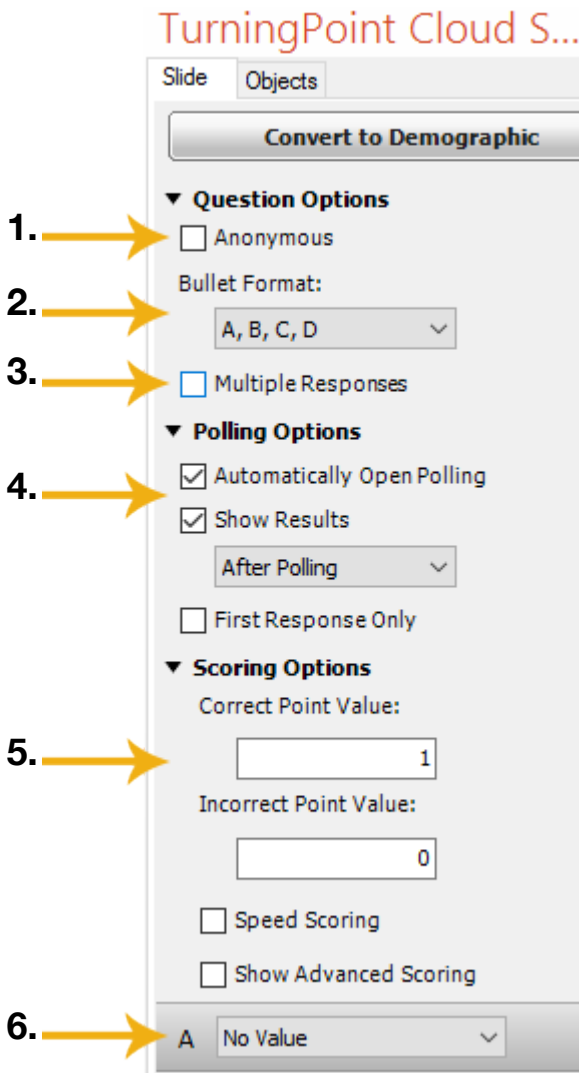 TurningPoint Cloud S...
Slide Objects
Convert to Demographic
Question Options
1. Anonymous
Bullet Format:
2. A, B, C, D
3. Multiple Responses
Polling Options
4. Automatically Open Polling
Show Results
After Polling
First Response Only
Scoring Options
Correct Point Value:
5. 1
Incorrect Point Value:
0
Speed Scoring
Show Advanced Scoring
6. A No Value